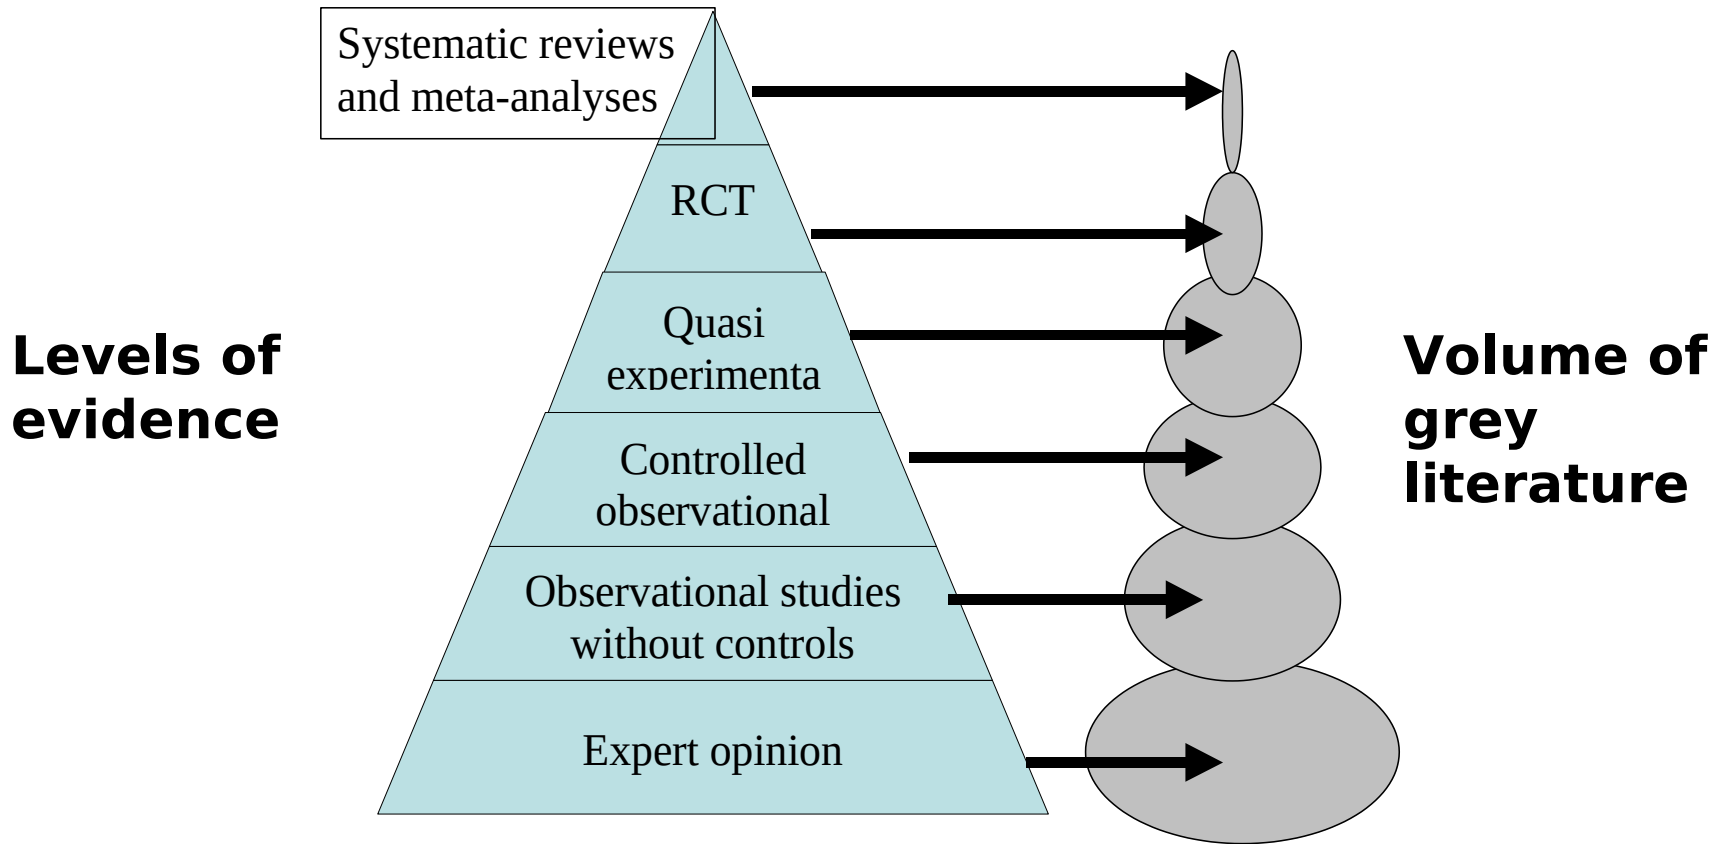 Systematic reviews
and meta-analyses
RCT
Quasi
experimenta
Controlled
observational
Observational studies
without controls
Expert opinion
Levels of
evidence
Volume of
grey
literature